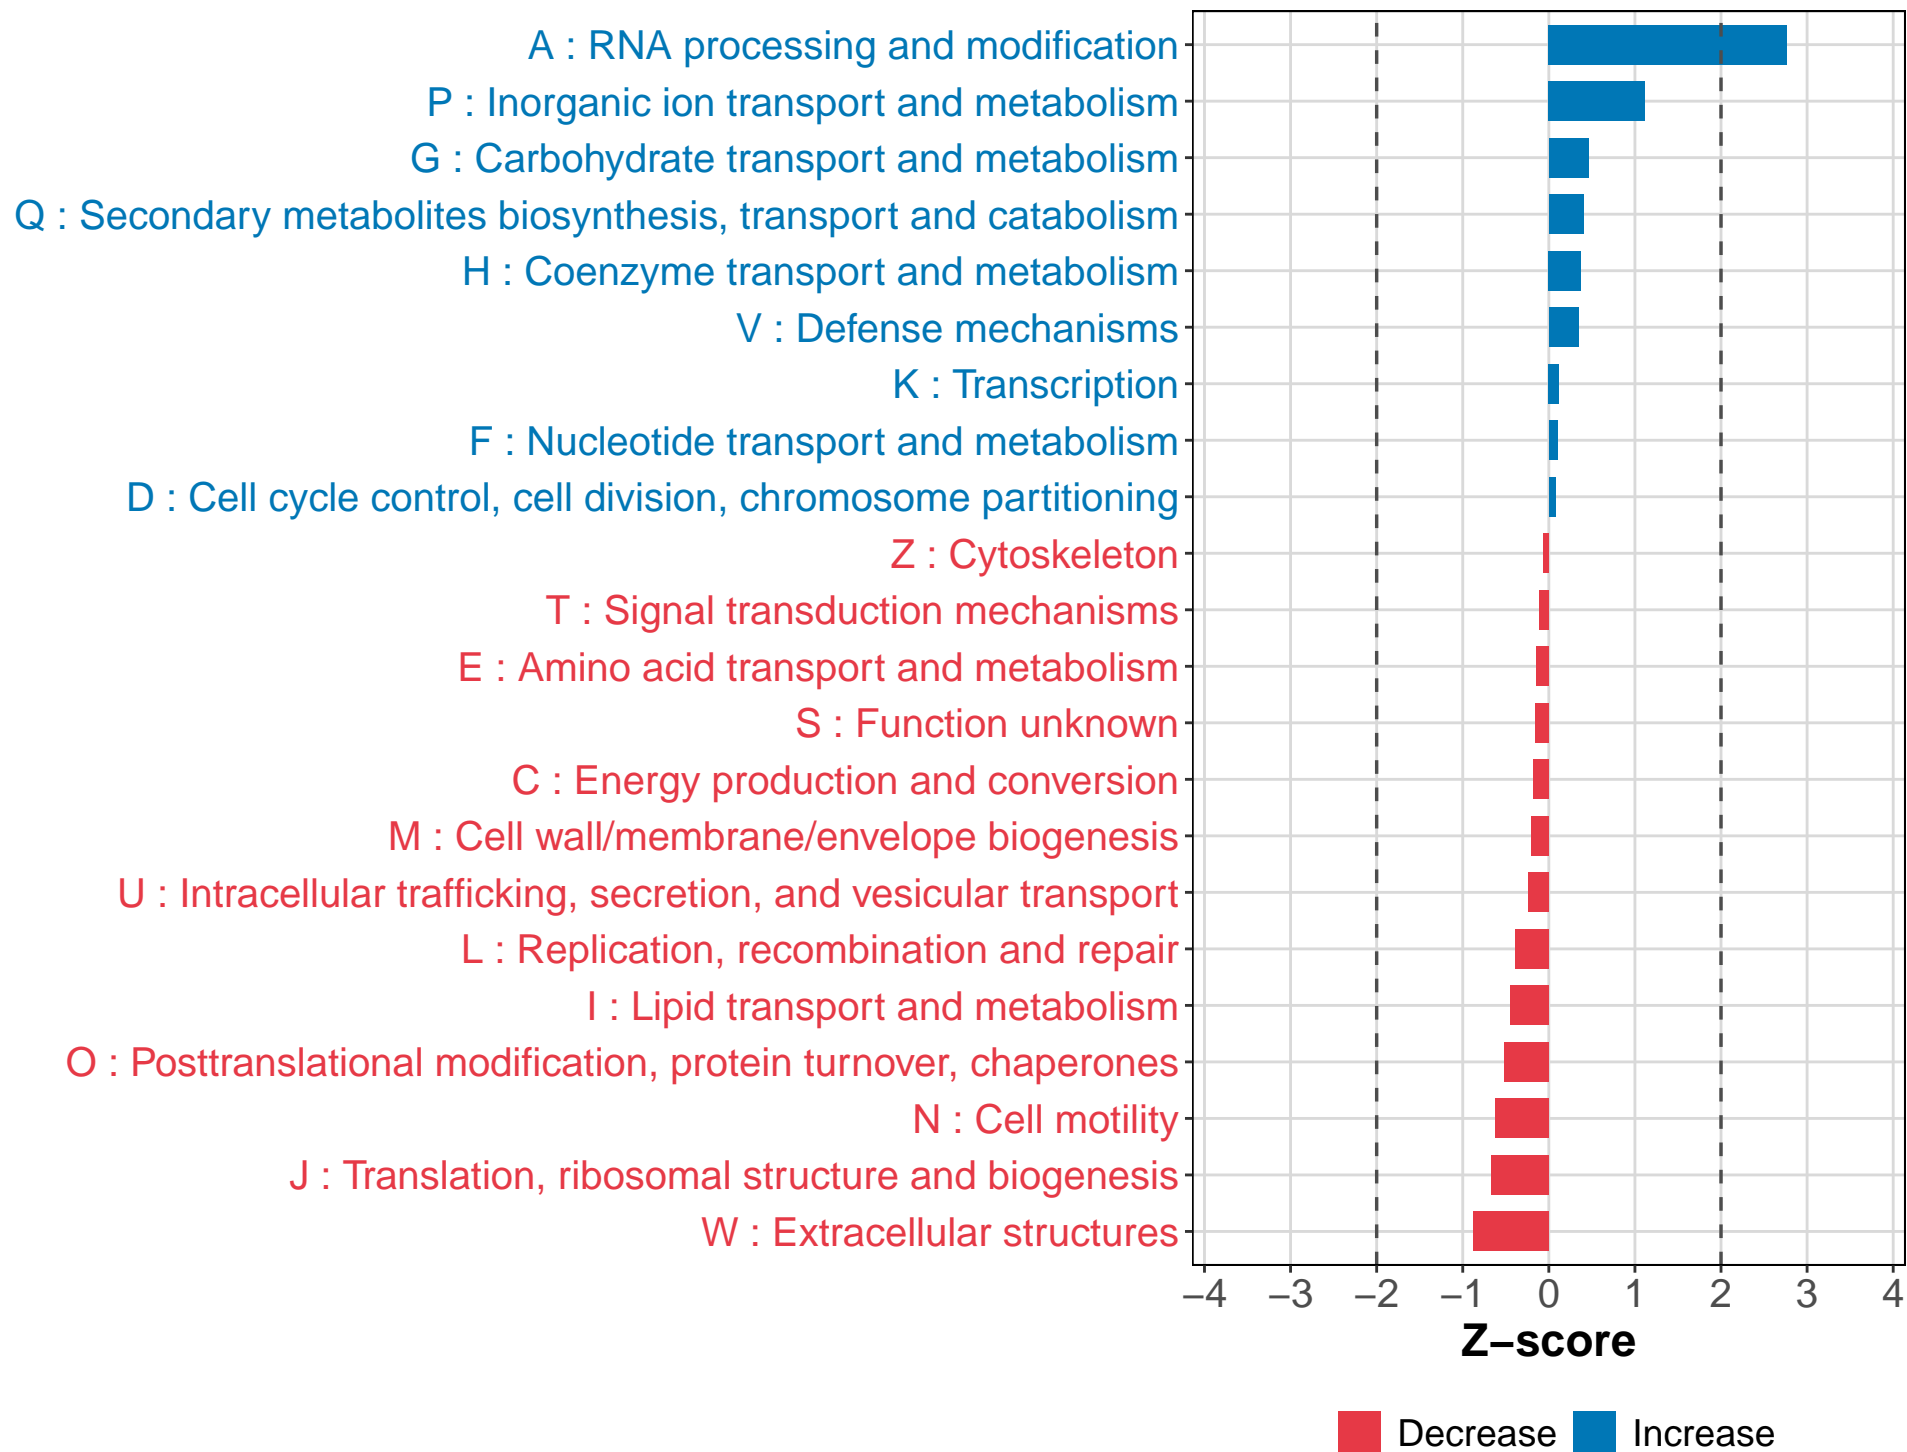 A : RNA processing and modification
P : Inorganic ion transport and metabolism
G : Carbohydrate transport and metabolism
Q : Secondary metabolites biosynthesis, transport and catabolism
H : Coenzyme transport and metabolism
V : Defense mechanisms
K : Transcription
F : Nucleotide transport and metabolism
D : Cell cycle control, cell division, chromosome partitioning
Z : Cytoskeleton
T : Signal transduction mechanisms
E : Amino acid transport and metabolism
S : Function unknown
C : Energy production and conversion
M : Cell wall/membrane/envelope biogenesis
U : Intracellular trafficking, secretion, and vesicular transport
L : Replication, recombination and repair
I : Lipid transport and metabolism
O : Posttranslational modification, protein turnover, chaperones
N : Cell motility
J : Translation, ribosomal structure and biogenesis
W : Extracellular structures
−4 −3 −2 −1 0 1 2 3 4
Z−score
Decrease Increase